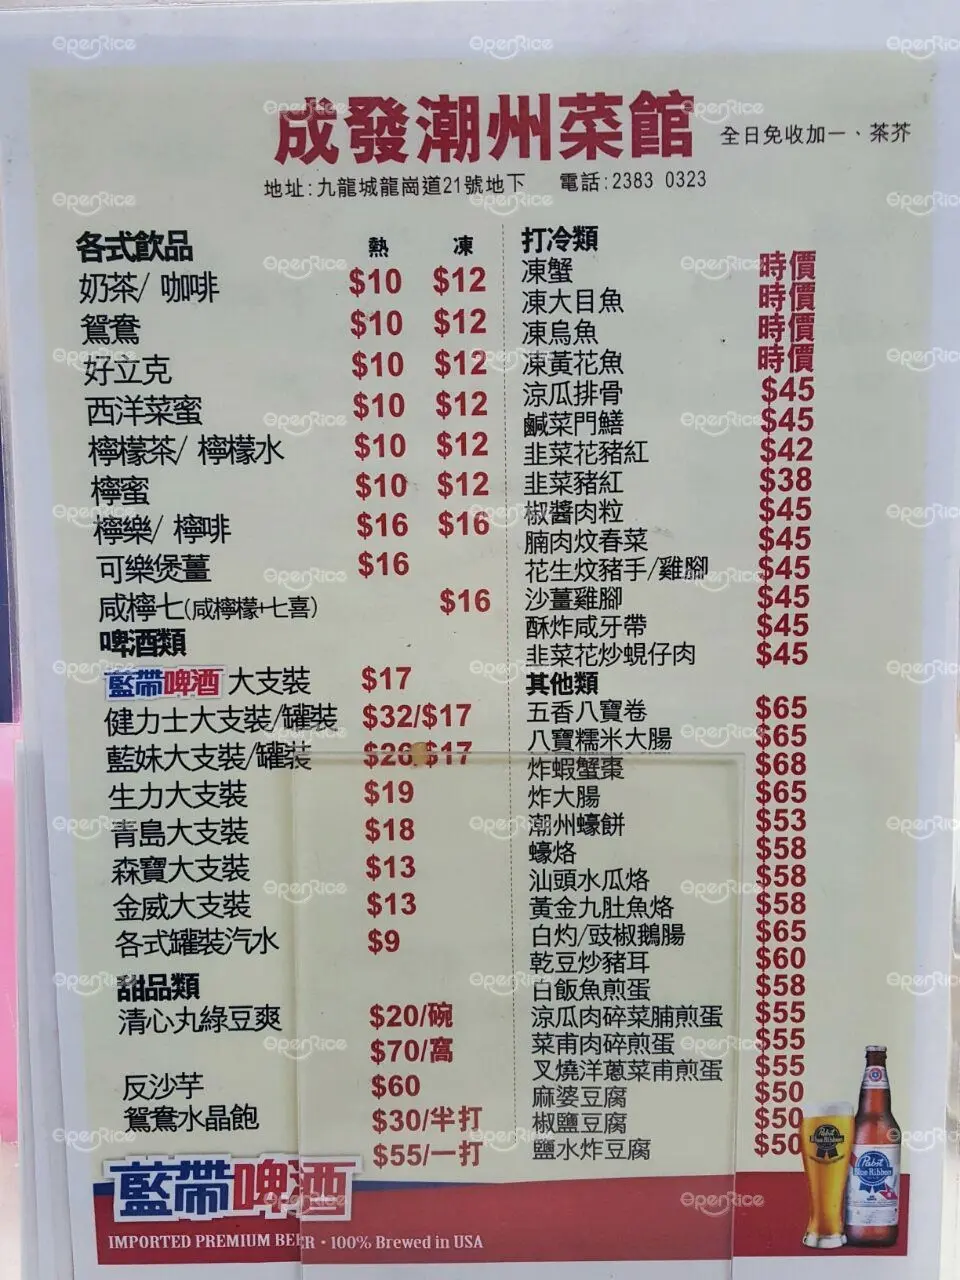 成發潮州菜館
全日免收加一、茶芥
地址:九龍城龍崗道21號地下 電話:2383 0323
各式飲品 熱 凍
奶茶/ 咖啡 $10 $12
鴛鴦 $10 $12
好立克 $10 $12
西洋菜蜜 $10 $12
檸檬茶/ 檸檬水 $10 $12
檸蜜 $10 $12
檸樂/ 檸啡 $16 $16
可樂煲薑 $16
咸檸七(咸檸檬+七喜) $16
啤酒類
藍帶啤酒 大支裝 $17
健力士大支裝/罐裝 $32/$17
藍妹大支裝/罐裝 $26/$17
生力大支裝 $19
青島大支裝 $18
森寶大支裝 $13
金威大支裝 $13
各式罐裝汽水 $9
甜品類
清心丸綠豆爽 $20/碗
$70/窩
反沙芋 $60
鴛鴦水晶飽 $30/半打
$55/一打
打冷類
凍蟹 時價
凍大目魚 時價
凍烏魚 時價
凍黃花魚 時價
涼瓜排骨 $45
鹹菜門鱔 $45
韭菜花豬紅 $42
韭菜豬紅 $38
椒醬肉粒 $45
腩肉炆春菜 $45
花生炆豬手/雞腳 $45
沙薑雞腳 $45
酥炸咸牙帶 $45
韭菜花炒蜆仔肉 $45
其他類
五香八寶卷 $65
八寶糯米大腸 $65
炸蝦蟹棗 $68
炸大腸 $65
潮州蠔餅 $53
蠔烙 $58
汕頭水瓜烙 $58
黃金九肚魚烙 $58
白灼/豉椒鵝腸 $65
乾豆炒豬耳 $60
白飯魚煎蛋 $58
涼瓜肉碎菜脯煎蛋 $55
菜甫肉碎煎蛋 $55
叉燒洋蔥菜甫煎蛋 $55
麻婆豆腐 $50
椒鹽豆腐 $50
鹽水炸豆腐 $50
藍帶啤酒
IMPORTED PREMIUM BEER • 100% Brewed in USA
Pabst
Blue Ribbon
Pabst
Blue Ribbon
OpenRice